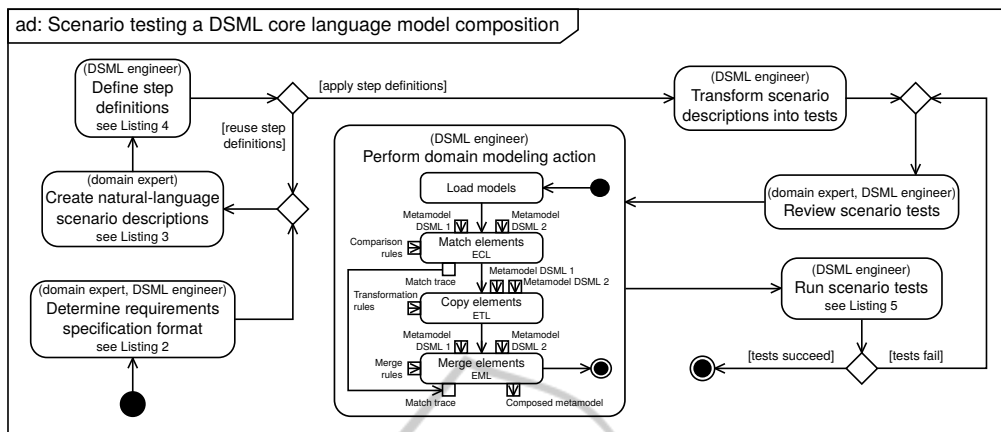 ad: Scenario testing a DSML core language model composition
(DSML engineer)
Define step
definitions
see Listing 4
[apply step definitions]
[reuse step
definitions]
(domain expert)
Create natural-language
scenario descriptions
see Listing 3
(domain expert, DSML engineer)
Determine requirements
specification format
see Listing 2
(DSML engineer)
Perform domain modeling action
Load models
Metamodel
DSML 1
Metamodel
DSML 2
Comparison
rules
Match elements
ECL
Match trace
Metamodel DSML 1
Metamodel DSML 2
Transformation
rules
Copy elements
ETL
Metamodel
DSML 1
Metamodel
DSML 2
Merge
rules
Merge elements
EML
Match trace
Composed metamodel
(DSML engineer)
Transform scenario
descriptions into tests
(domain expert, DSML engineer)
Review scenario tests
(DSML engineer)
Run scenario tests
see Listing 5
[tests succeed]
[tests fail]